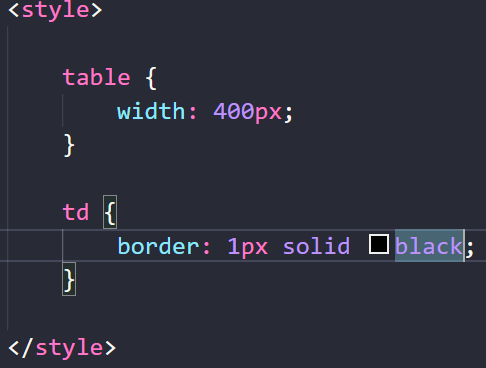 <style>
table {
width: 400px;
}
td {
border: 1px solid black;
}
</style>